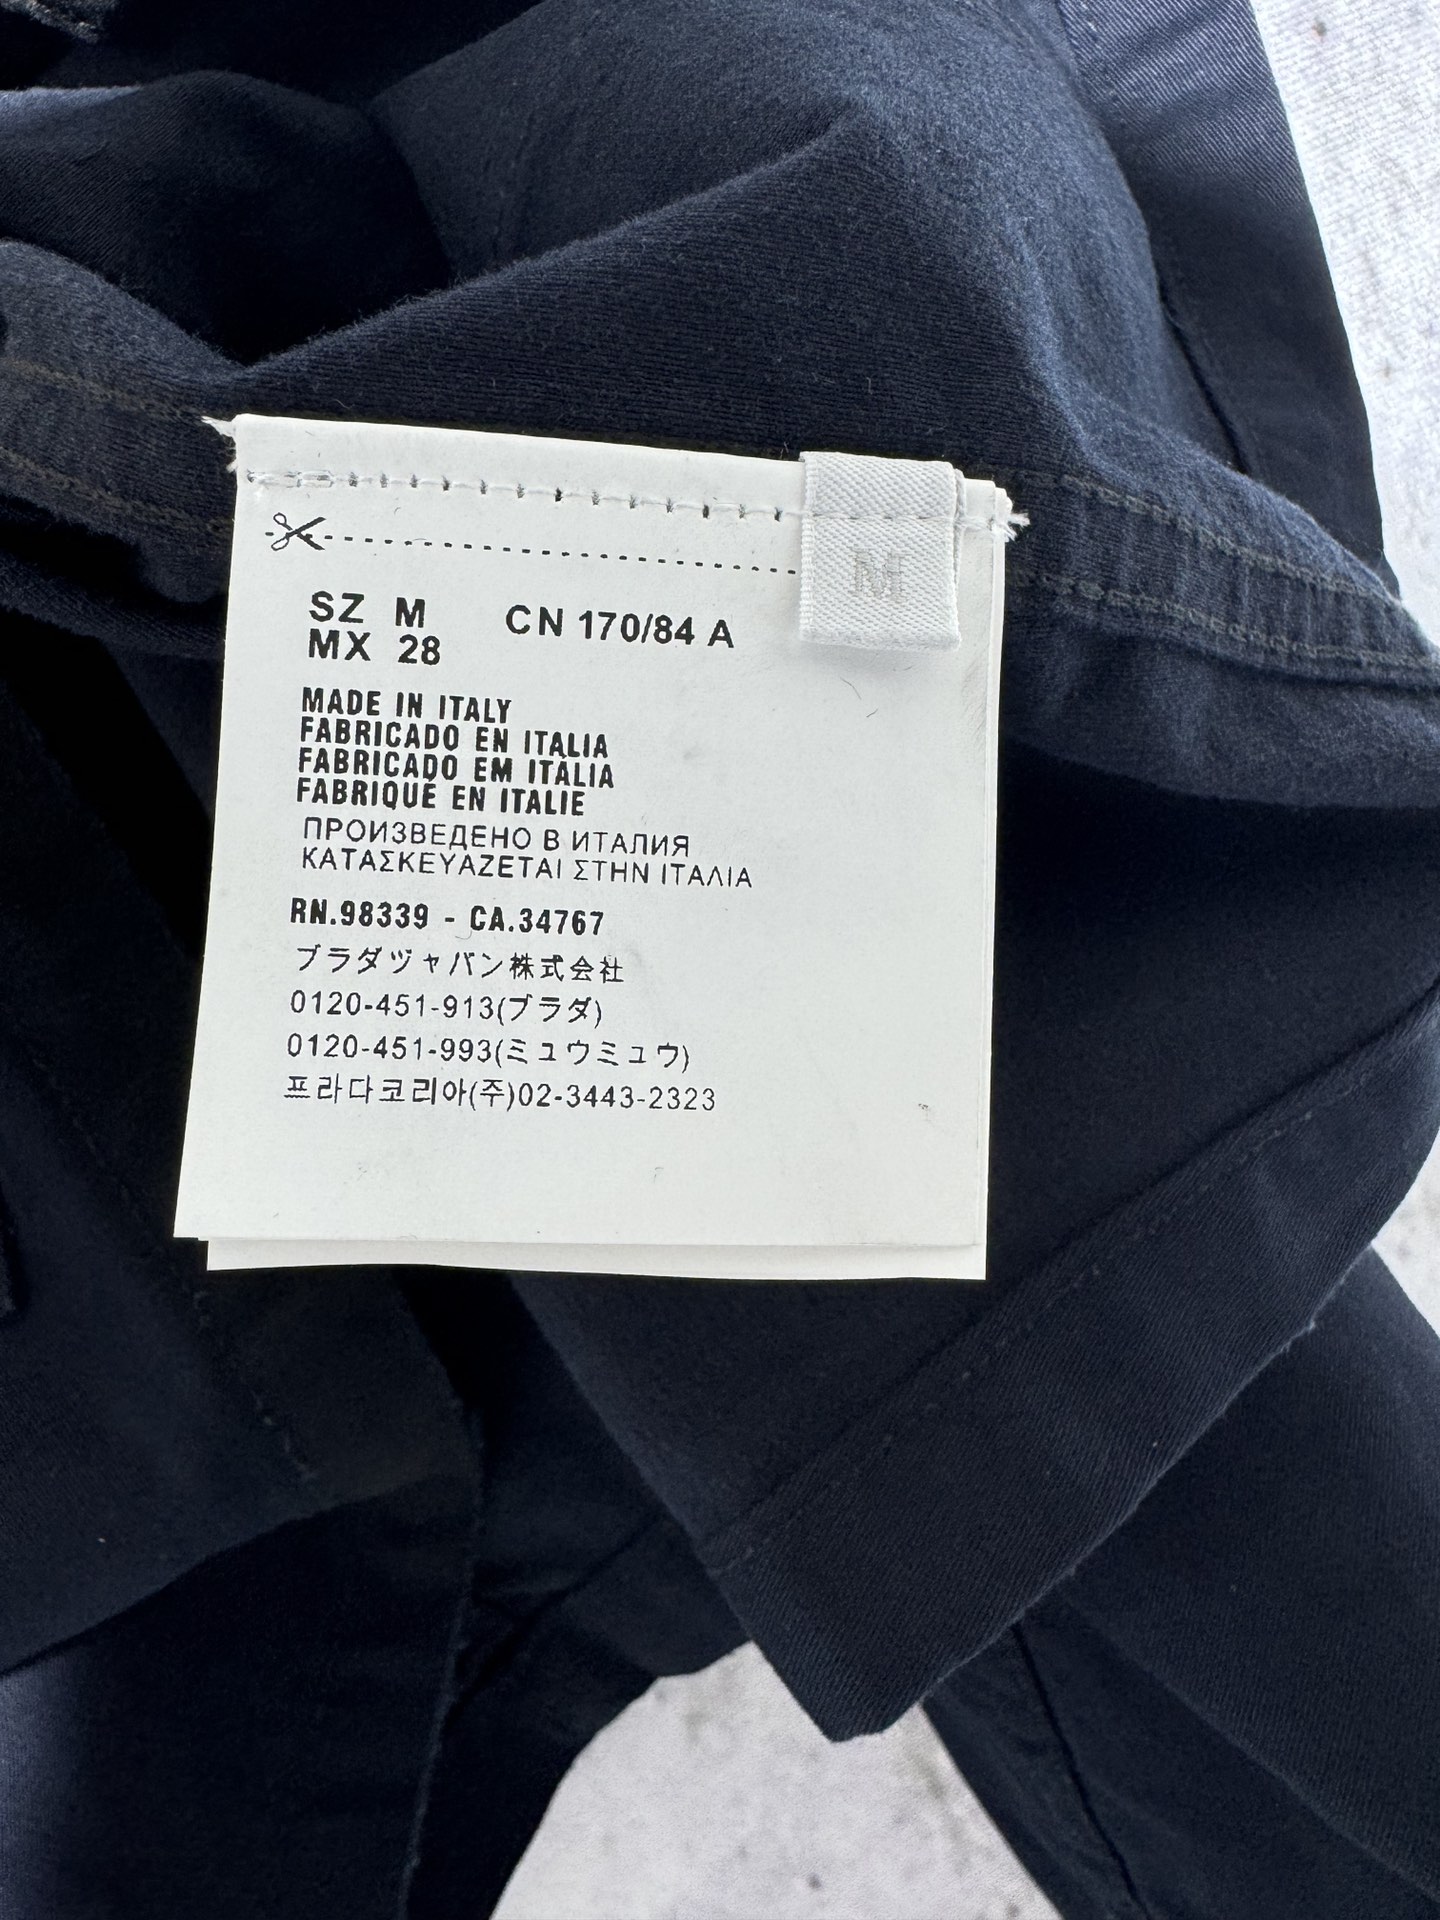 M
SZ M CN 170/84 A
MX 28
MADE IN ITALY
FABRICADO EN ITALIA
FABRICADO EM ITÁLIA
FABRIQUÉ EN ITALIE
ПРОИЗВЕДЕНО В ИТАЛИЯ
ΚΑΤΑΣΚΕΥΑΖΕΤΑΙ ΣΤΗΝ ΙΤΑΛΙΑ
RN.98339 - CA.34767
プラダジャパン株式会社
0120-451-913(プラダ)
0120-451-993(ミュウミュウ)
프라다코리아(주)02-3443-2323